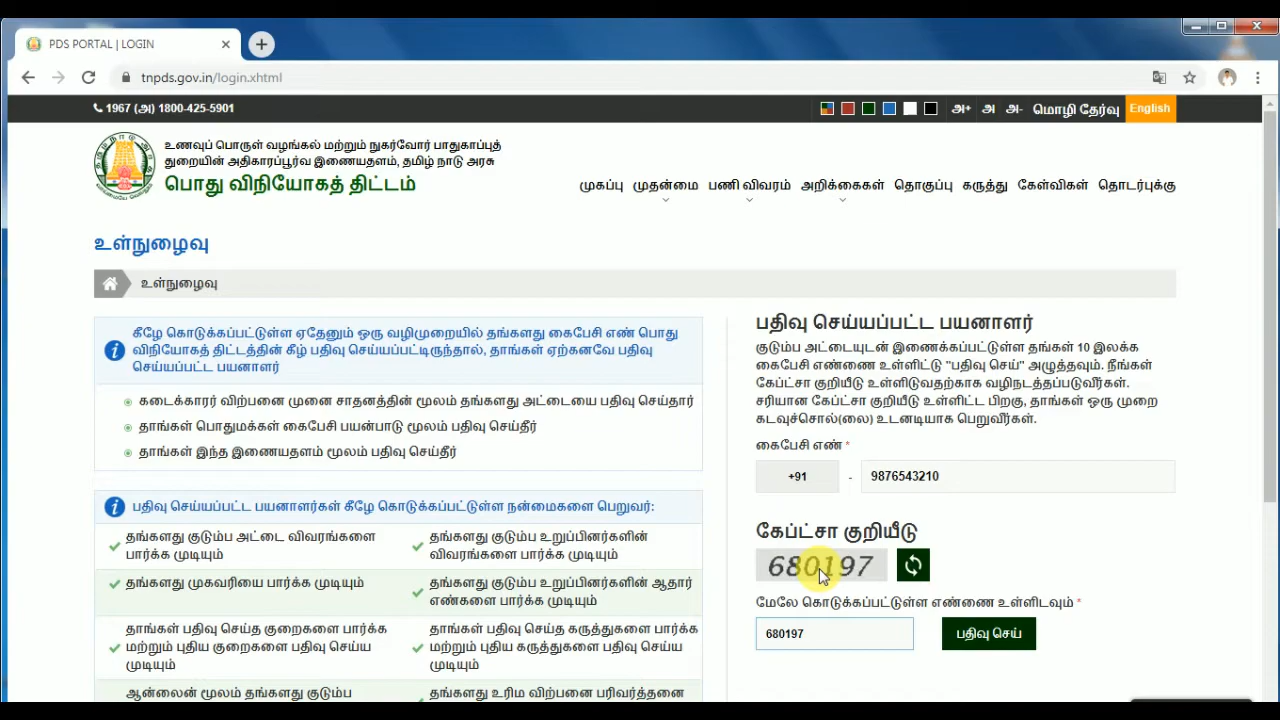 PDS PORTAL | LOGIN
tnpds.gov.in/login.xhtml
1967 (அ) 1800-425-5901
அ+ அ அ- மொழி தேர்வு English
உணவுப் பொருள் வழங்கல் மற்றும் நுகர்வோர் பாதுகாப்புத்
துறையின் அதிகாரப்பூர்வ இணையதளம், தமிழ் நாடு அரசு
பொது விநியோகத் திட்டம்
முகப்பு முதன்மை பணி விவரம் அறிக்கைகள் தொகுப்பு கருத்து கேள்விகள் தொடர்புக்கு
உள்நுழைவு
உள்நுழைவு
கீழே கொடுக்கப்பட்டுள்ள ஏதேனும் ஒரு வழிமுறையில் தங்களது கைபேசி எண் பொது
விநியோகத் திட்டத்தின் கீழ் பதிவு செய்யப்பட்டிருந்தால், தாங்கள் ஏற்கனவே பதிவு
செய்யப்பட்ட பயனாளர்
கடைக்காரர் விற்பனை முனை சாதனத்தின் மூலம் தங்களது அட்டையை பதிவு செய்தார்
தாங்கள் பொதுமக்கள் கைபேசி பயன்பாடு மூலம் பதிவு செய்தீர்
தாங்கள் இந்த இணையதளம் மூலம் பதிவு செய்தீர்
பதிவு செய்யப்பட்ட பயனாளர்கள் கீழே கொடுக்கப்பட்டுள்ள நன்மைகளை பெறுவர்:
தங்களது குடும்ப அட்டை விவரங்களை
பார்க்க முடியும்
தங்களது குடும்ப உறுப்பினர்களின்
விவரங்களை பார்க்க முடியும்
தங்களது முகவரியை பார்க்க முடியும்
தங்களது குடும்ப உறுப்பினர்களின் ஆதார்
எண்களை பார்க்க முடியும்
தாங்கள் பதிவு செய்த குறைகளை பார்க்க
மற்றும் புதிய குறைகளை பதிவு செய்ய
முடியும்
தாங்கள் பதிவு செய்த கருத்துகளை பார்க்க
மற்றும் புதிய கருத்துகளை பதிவு செய்ய
முடியும்
ஆன்லைன் மூலம் தங்களது குடும்ப
தங்களது உரிம விற்பனை பரிவர்த்தனை
பதிவு செய்யப்பட்ட பயனாளர்
குடும்ப அட்டையுடன் இணைக்கப்பட்டுள்ள தங்கள் 10 இலக்க
கைபேசி எண்ணை உள்ளிட்டு "பதிவு செய்" அழுத்தவும். நீங்கள்
கேப்ட்சா குறியீடு உள்ளிடுவதற்காக வழிநடத்தப்படுவீர்கள்.
சரியான கேப்ட்சா குறியீடு உள்ளிட்ட பிறகு, தாங்கள் ஒரு முறை
கடவுச்சொல்(லை) உடனடியாக பெறுவீர்கள்.
கைபேசி எண் *
+91 - 9876543210
கேப்ட்சா குறியீடு
680197
மேலே கொடுக்கப்பட்டுள்ள எண்ணை உள்ளிடவும் *
680197 பதிவு செய்